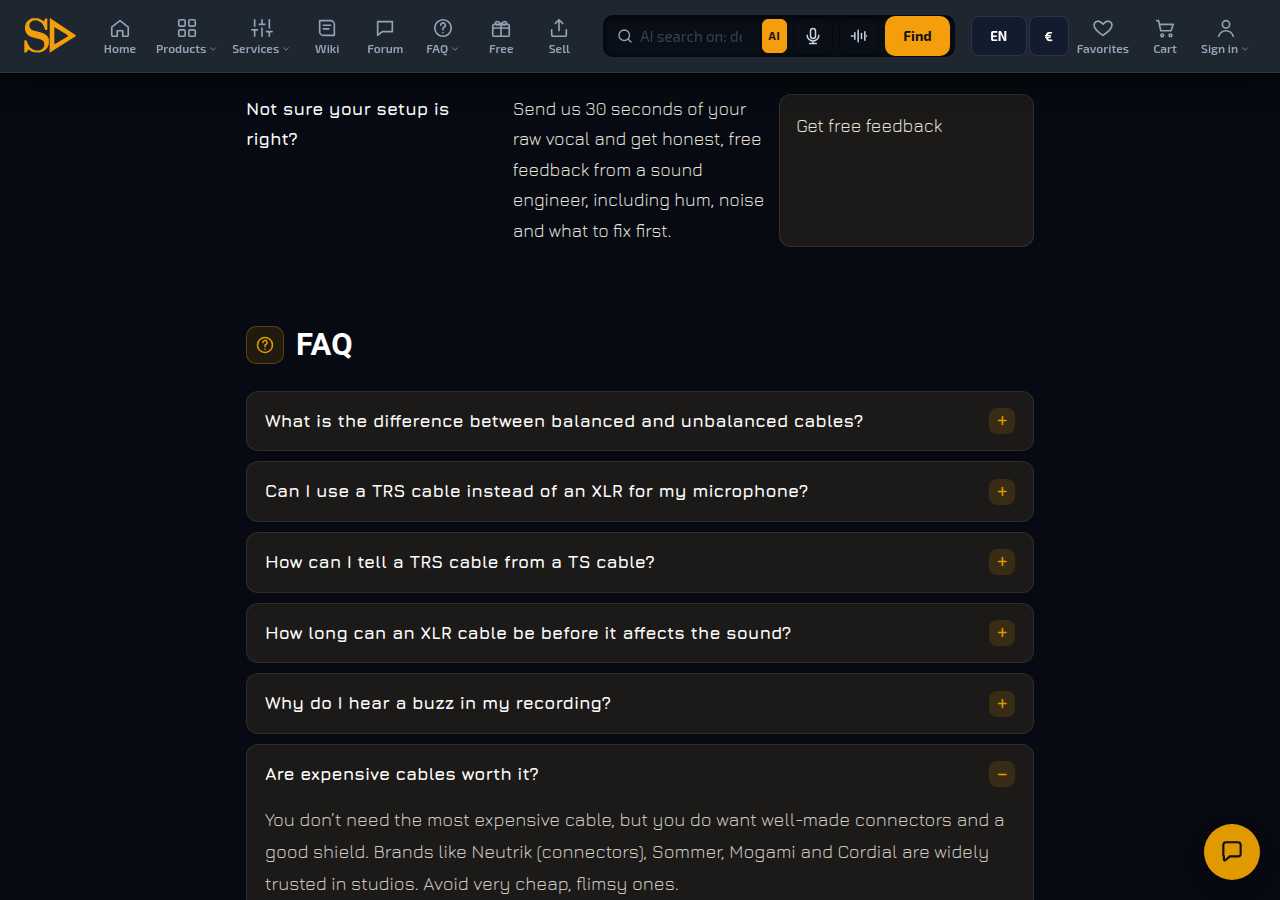 SD
Home
Products
Services
Wiki
Forum
FAQ
Free
Sell
AI search on:
AI
Find
EN
€
Favorites
Cart
Sign in
Not sure your setup is
right?
Send us 30 seconds of your
raw vocal and get honest, free
feedback from a sound
engineer, including hum, noise
and what to fix first.
Get free feedback
FAQ
What is the difference between balanced and unbalanced cables?
+
Can I use a TRS cable instead of an XLR for my microphone?
+
How can I tell a TRS cable from a TS cable?
+
How long can an XLR cable be before it affects the sound?
+
Why do I hear a buzz in my recording?
+
Are expensive cables worth it?
−
You don't need the most expensive cable, but you do want well-made connectors and a
good shield. Brands like Neutrik (connectors), Sommer, Mogami and Cordial are widely
trusted in studios. Avoid very cheap, flimsy ones.